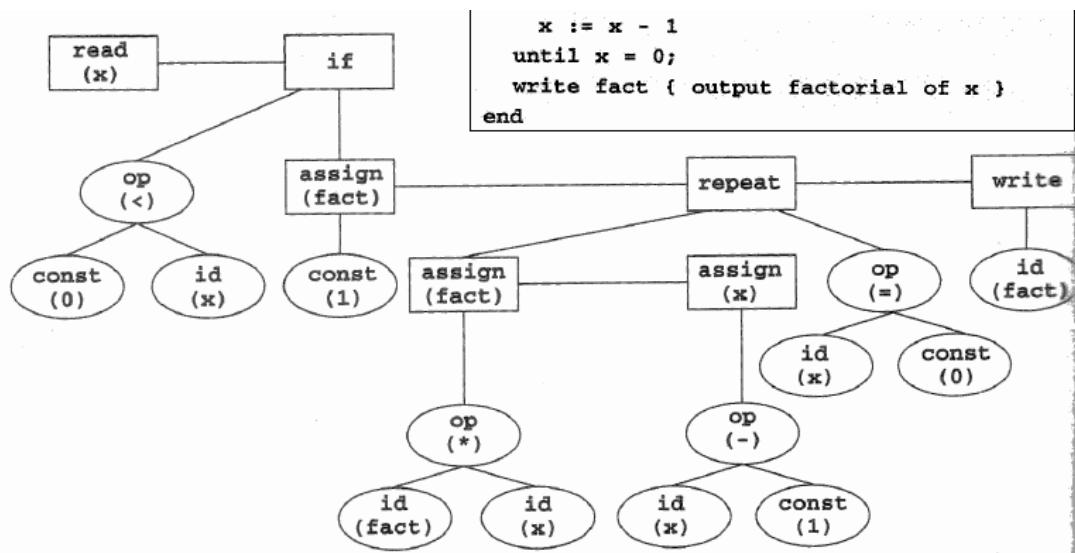 x := x - 1
until x = 0;
write fact { output factorial of x }
end
read
(x)
if
op
(<)
assign
(fact)
repeat
write
const
(0)
id
(x)
const
(1)
assign
(fact)
assign
(x)
op
(=)
id
(fact)
id
(x)
const
(0)
op
(*)
op
(-)
id
(fact)
id
(x)
id
(x)
const
(1)